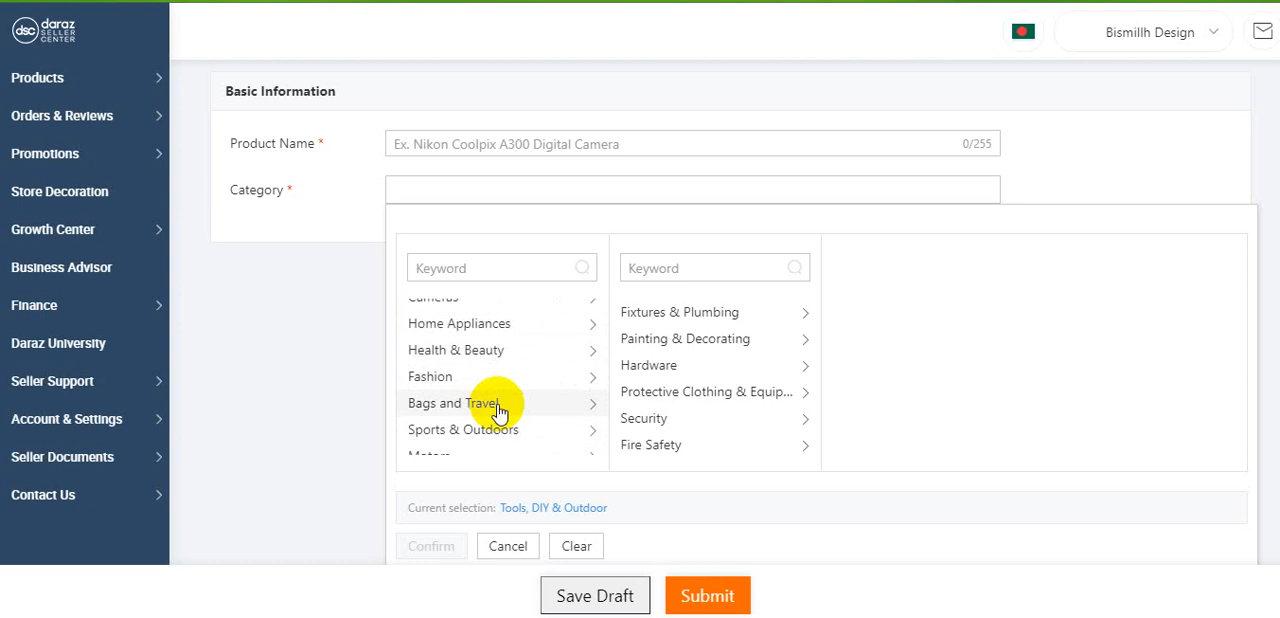 dsc daraz
SELLER
CENTER
Bismillh Design
Products
Orders & Reviews
Promotions
Store Decoration
Growth Center
Business Advisor
Finance
Daraz University
Seller Support
Account & Settings
Seller Documents
Contact Us
Basic Information
Product Name *
Ex. Nikon Coolpix A300 Digital Camera
0/255
Category *
Keyword
Cameras
Home Appliances
Health & Beauty
Fashion
Bags and Travel
Sports & Outdoors
Motors
Keyword
Fixtures & Plumbing
Painting & Decorating
Hardware
Protective Clothing & Equip...
Security
Fire Safety
Current selection: Tools, DIY & Outdoor
Confirm
Cancel
Clear
Save Draft
Submit